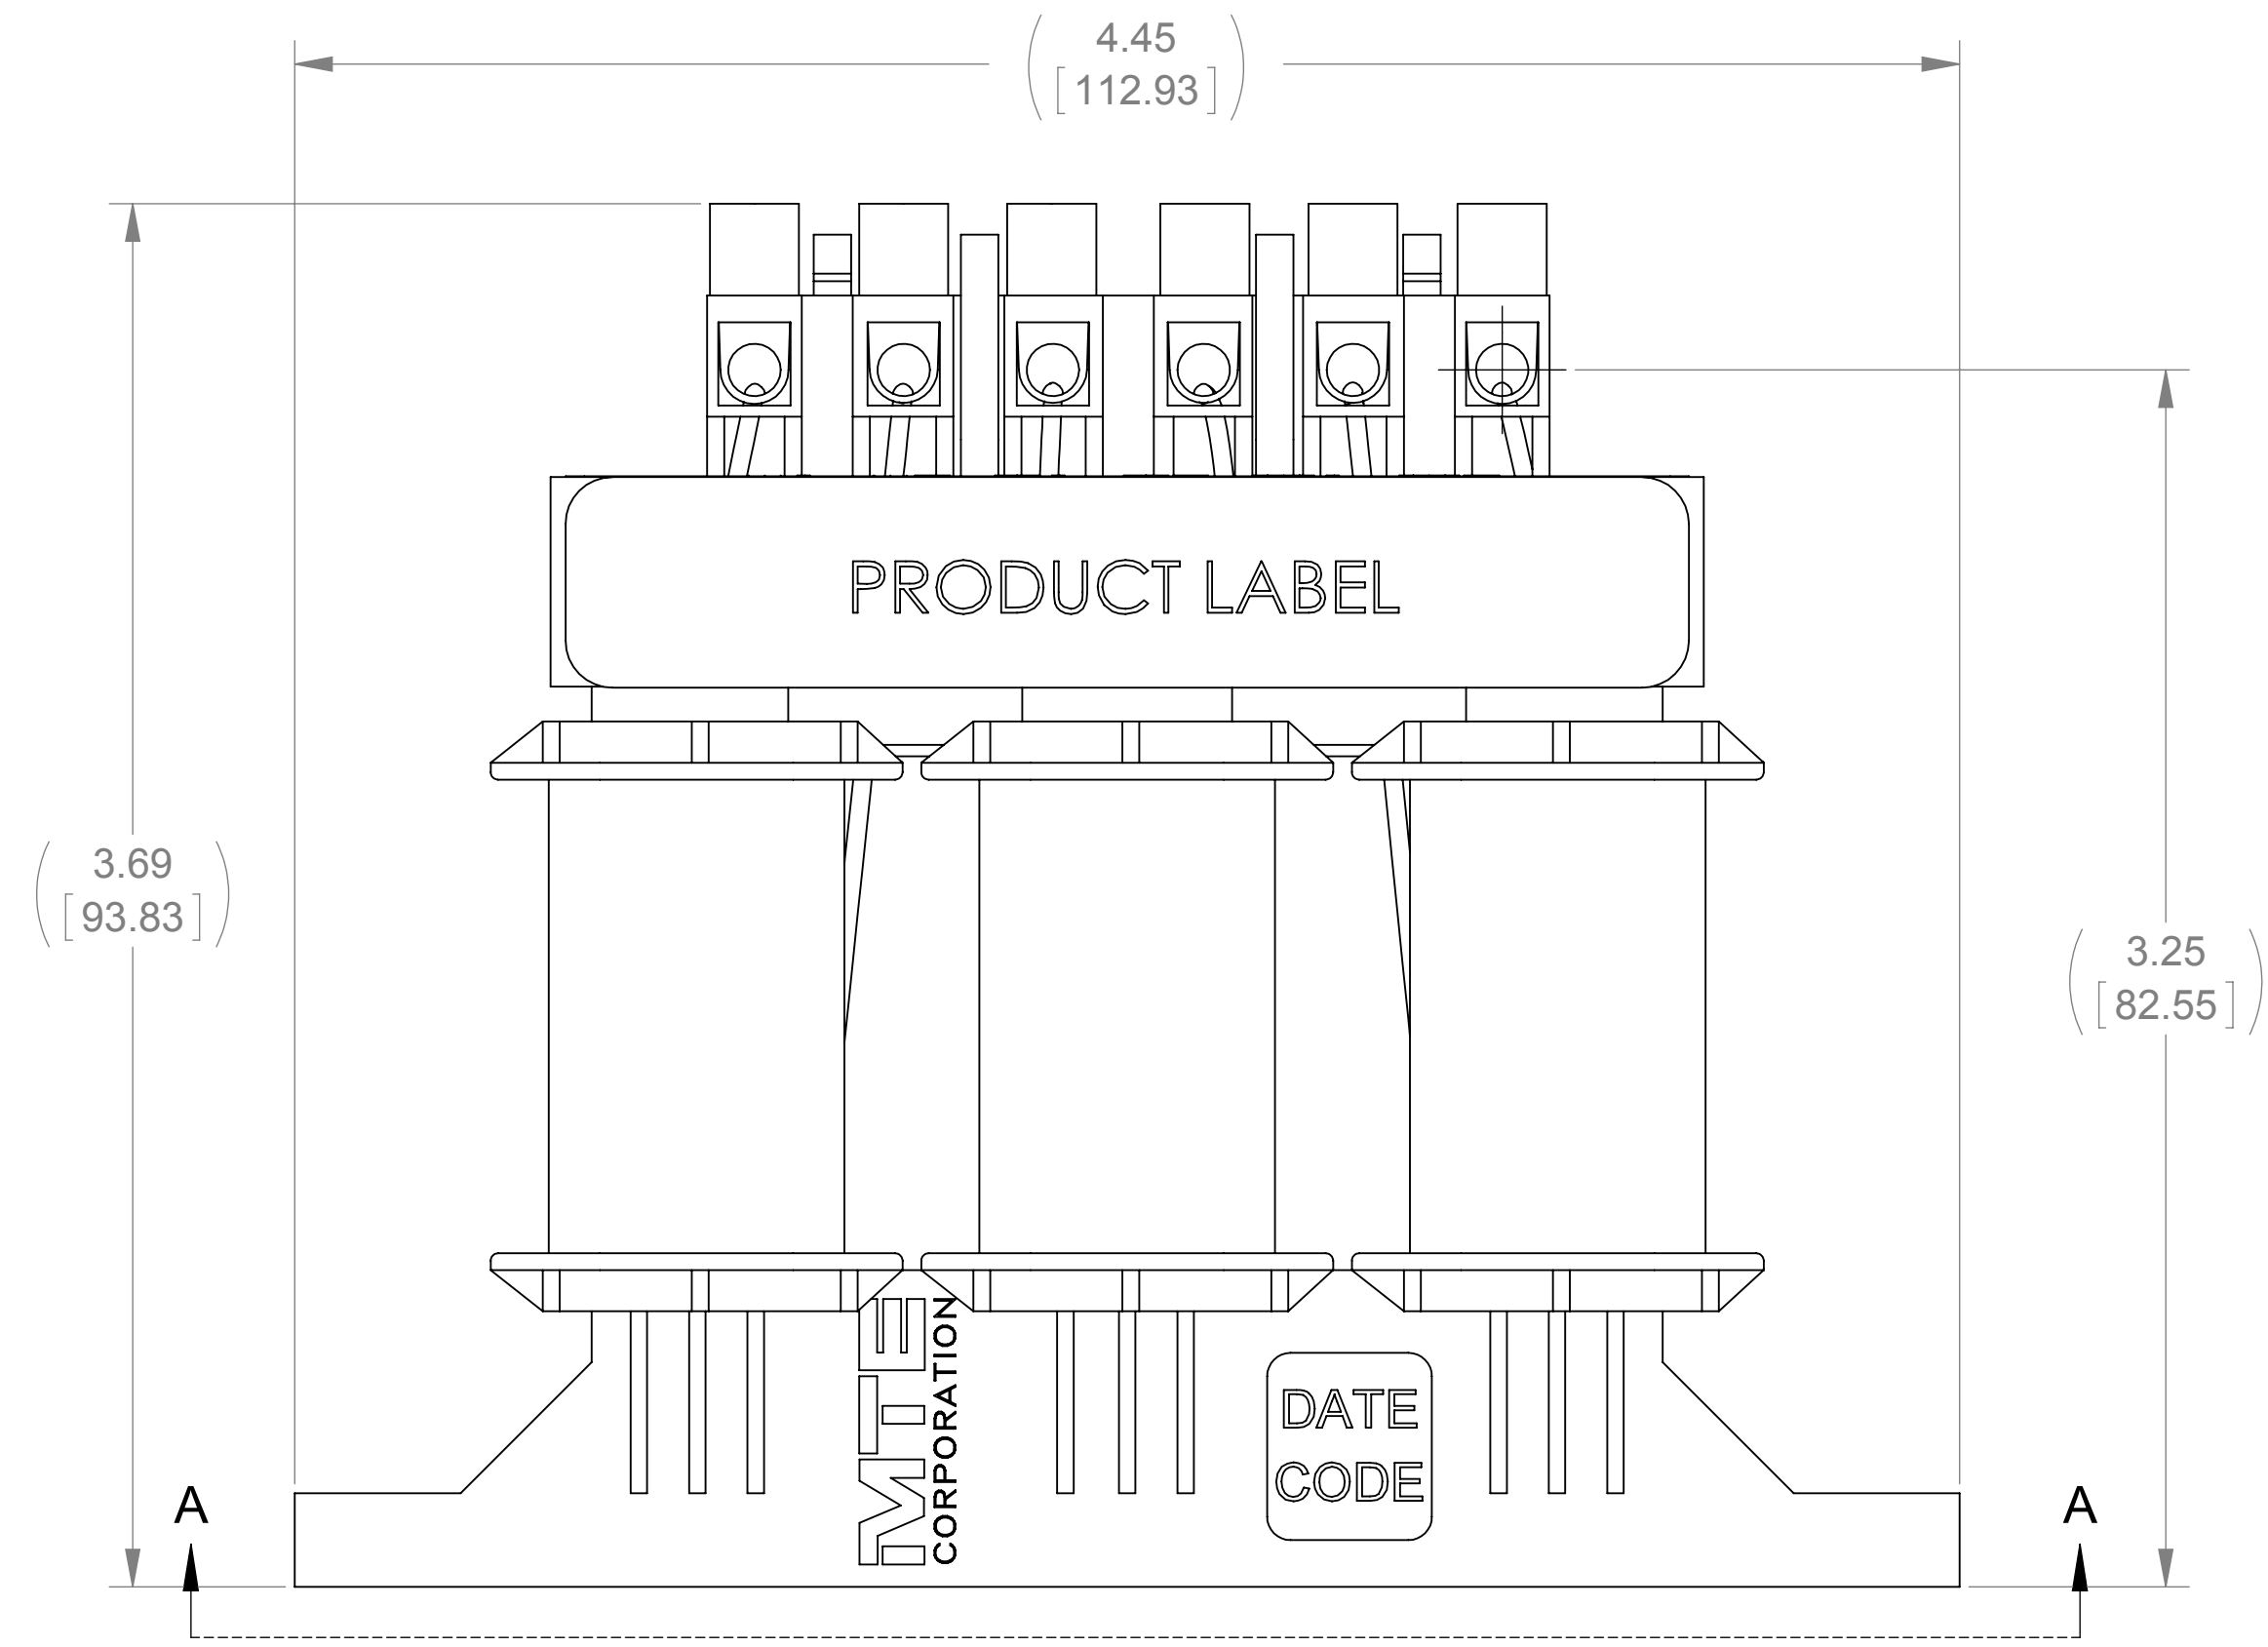 4.45
[112.93]
PRODUCT LABEL
3.69
[93.83]
3.25
[82.55]
MTE
CORPORATION
DATE
CODE
A
A